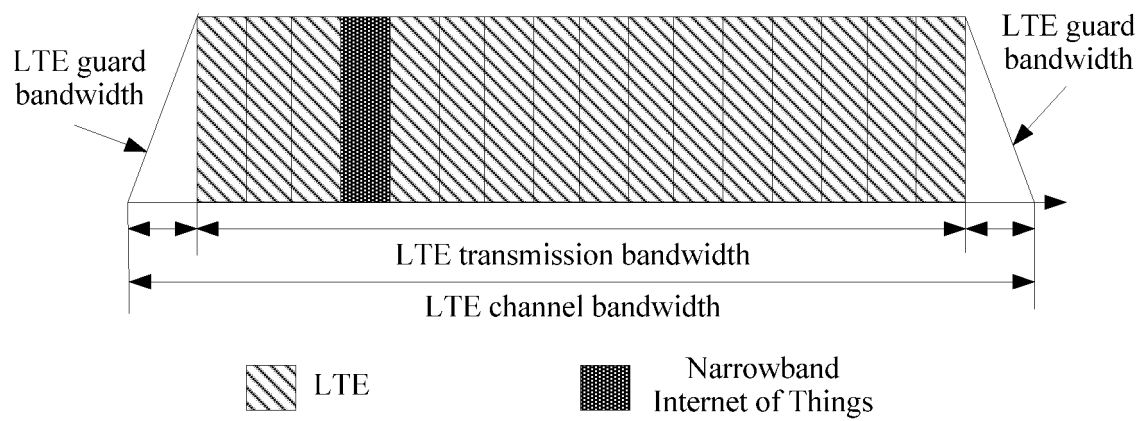 LTE guard
bandwidth
LTE guard
bandwidth
LTE transmission bandwidth
LTE channel bandwidth
LTE
Narrowband
Internet of Things